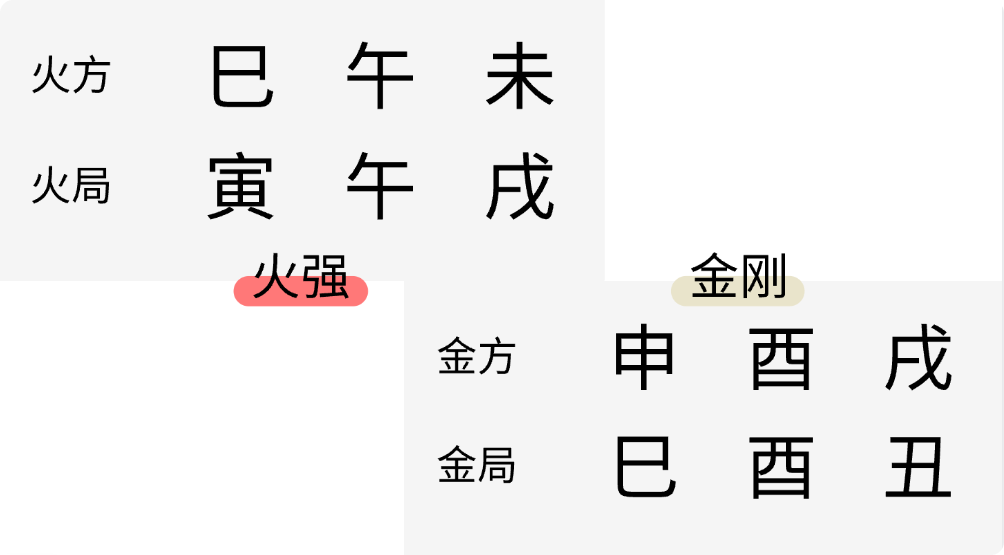 火方 巳 午 未
火局 寅 午 戌
火强 金刚
金方 申 酉 戌
金局 巳 酉 丑